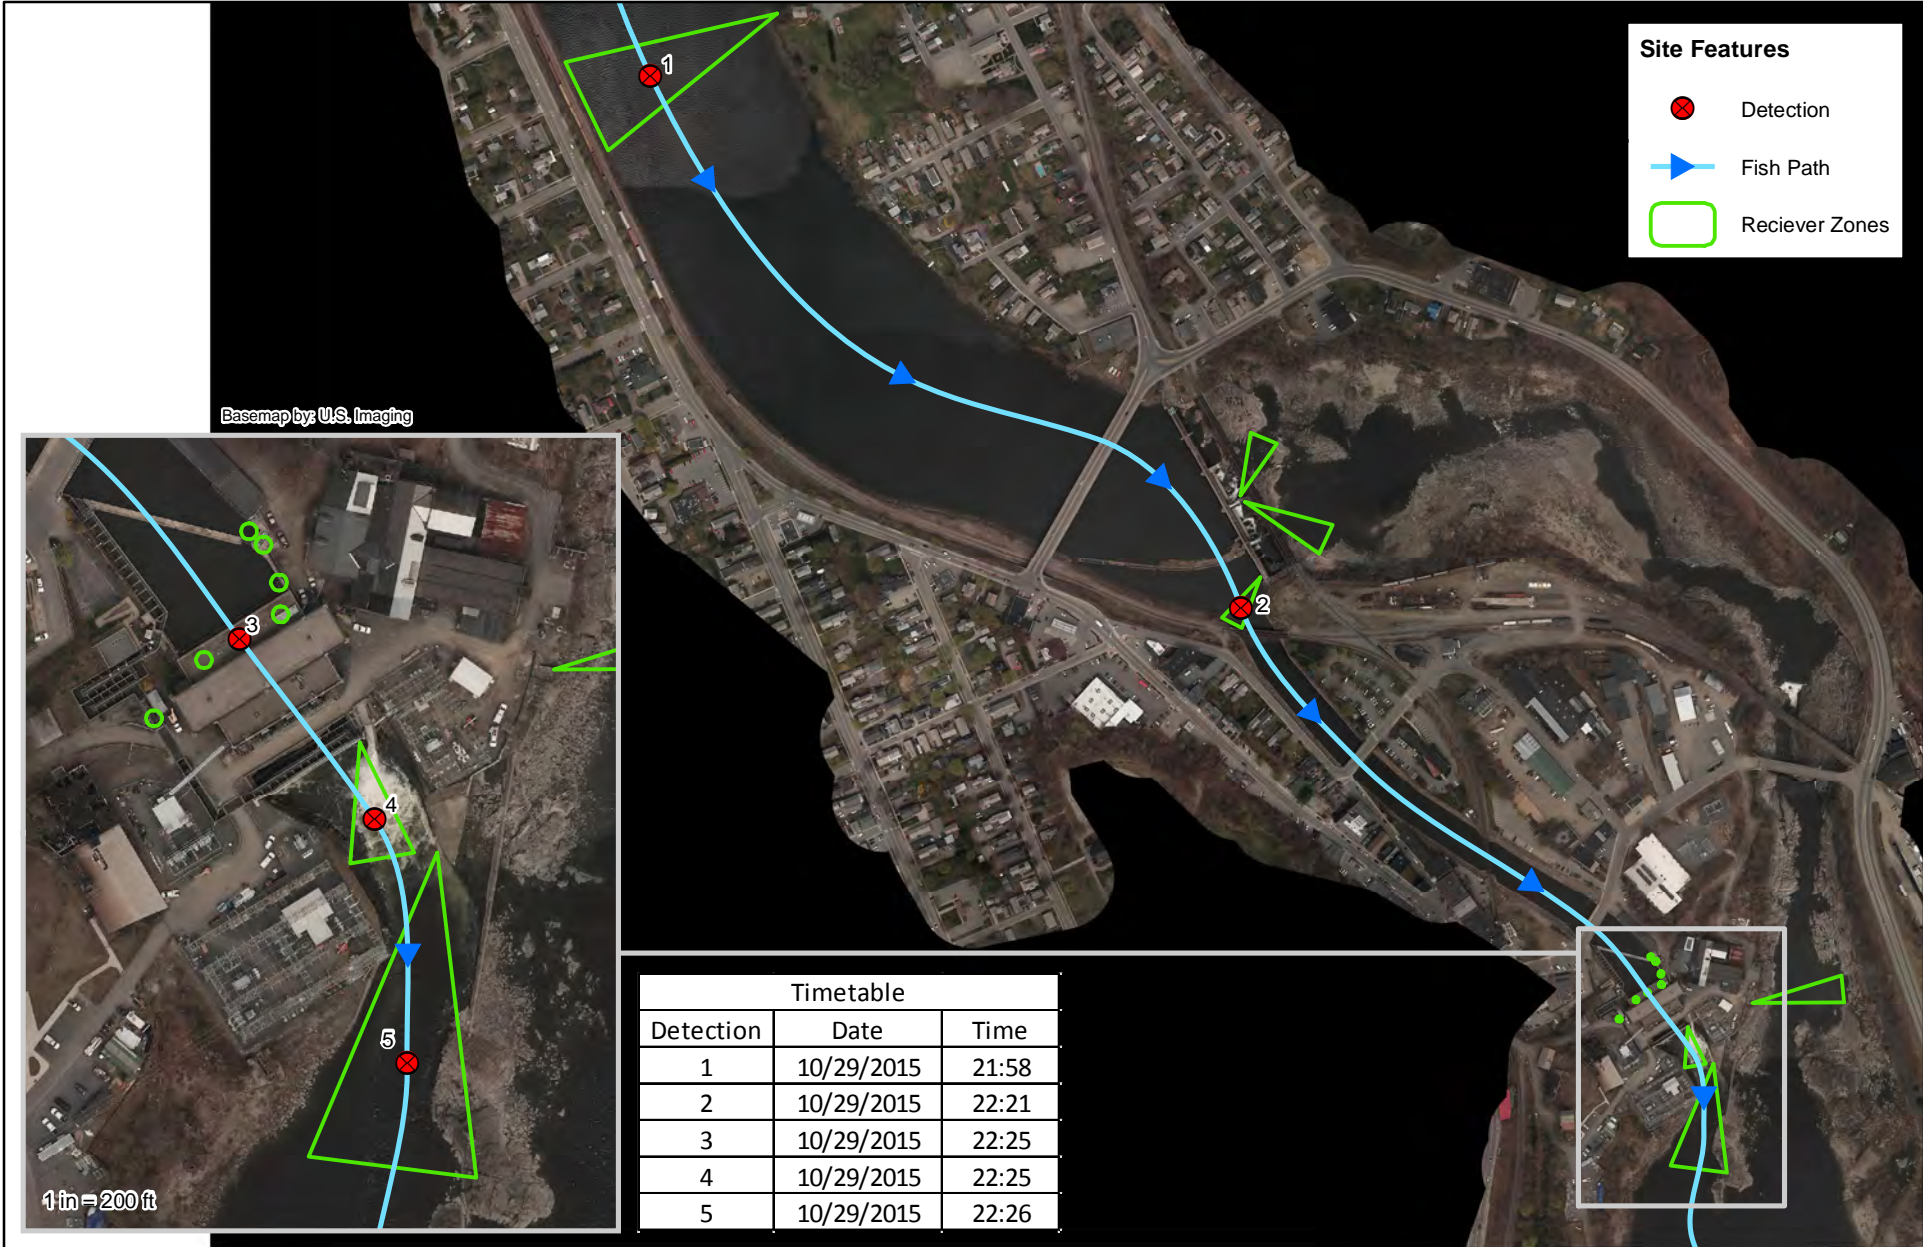 1
Site Features
Detection
Fish Path
Reciever Zones
Basemap by: U.S. Imaging
2
3
4
5
1 in = 200 ft
Timetable
Detection Date Time
1 10/29/2015 21:58
2 10/29/2015 22:21
3 10/29/2015 22:25
4 10/29/2015 22:25
5 10/29/2015 22:26